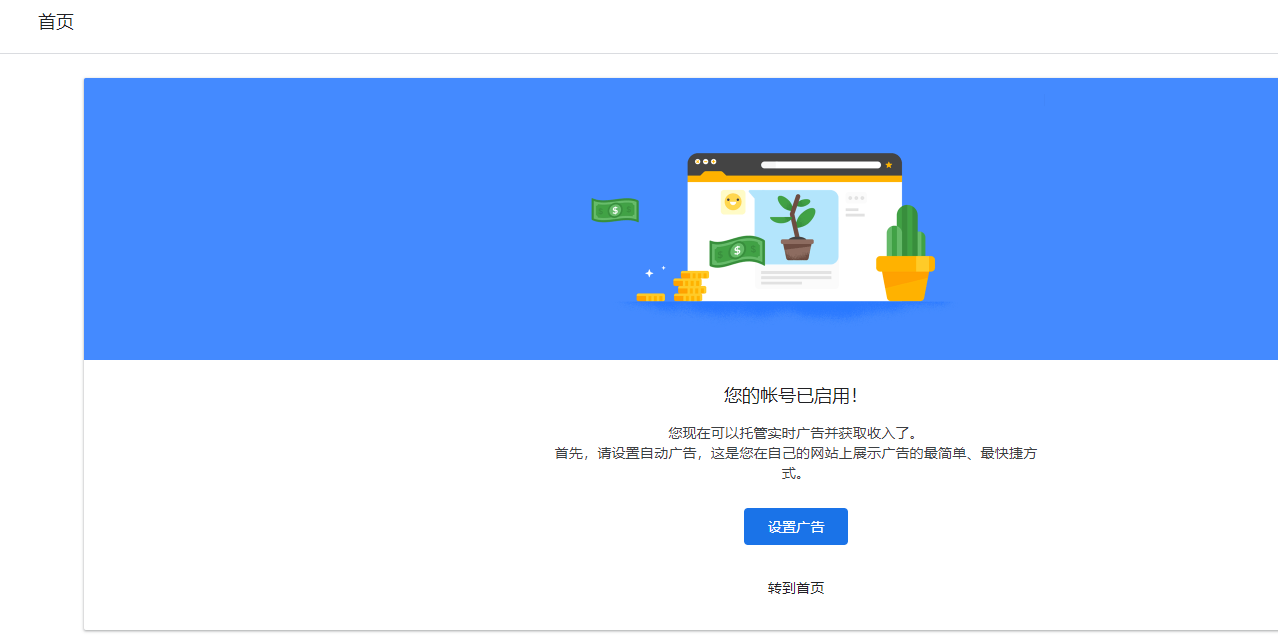 首页
您的帐号已启用！
您现在可以托管实时广告并获取收入了。
首先，请设置自动广告，这是您在自己的网站上展示广告的最简单、最快捷方
式。
设置广告
转到首页